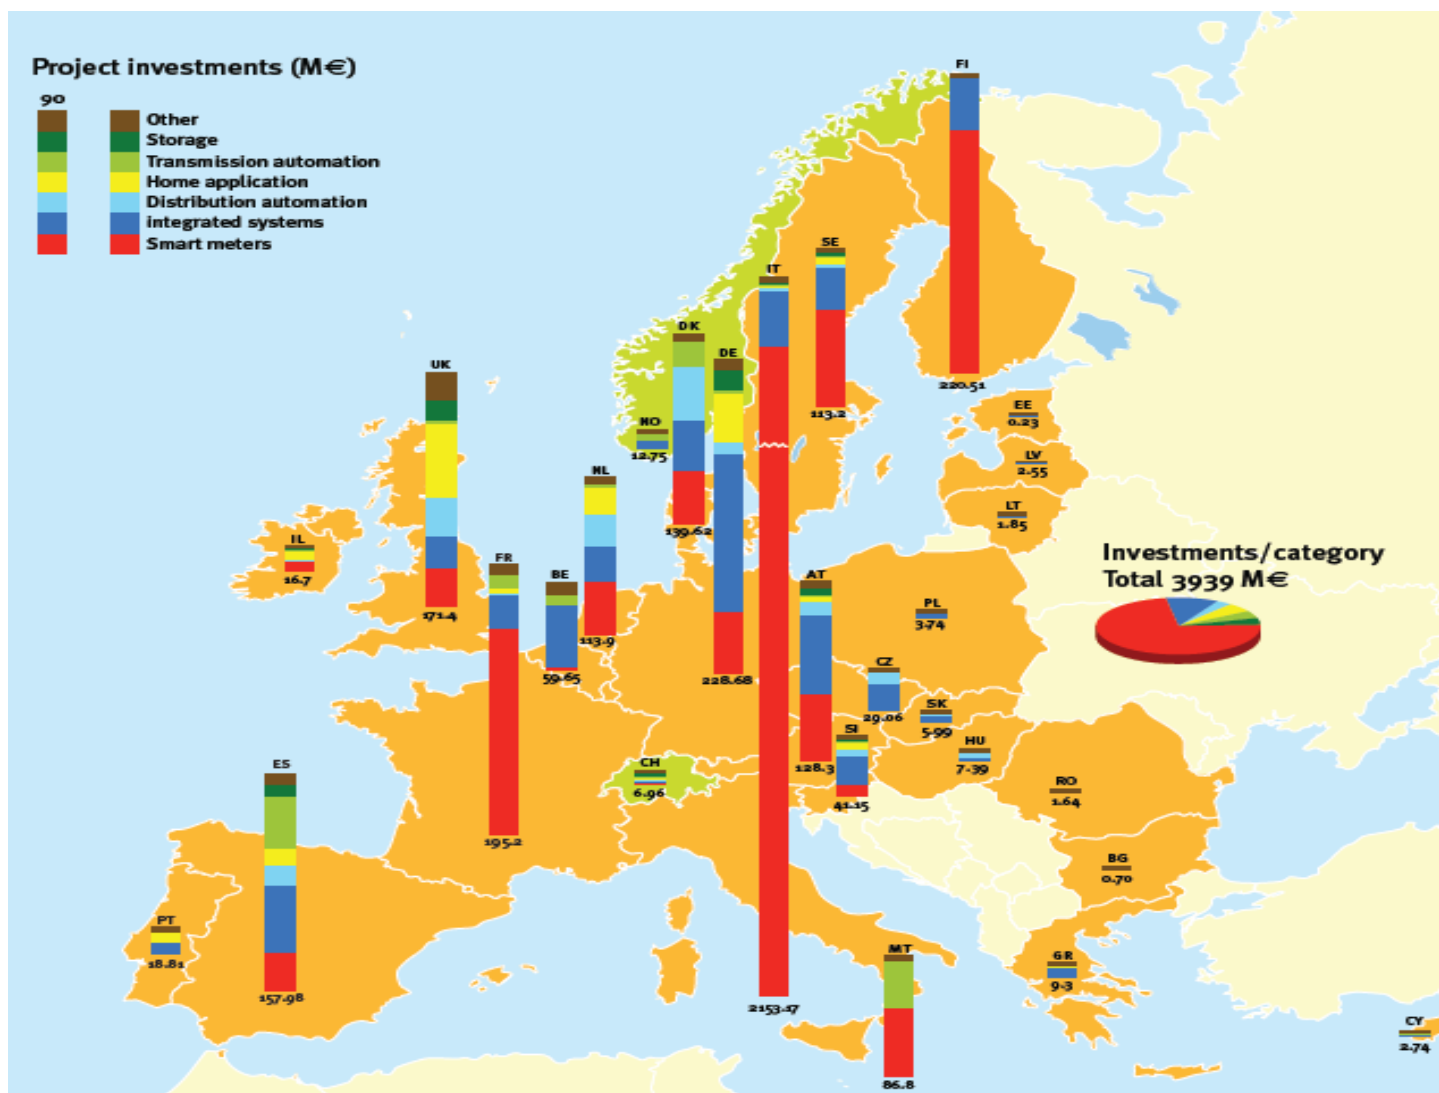 Project investments (M€)
90
Other
Storage
Transmission automation
Home application
Distribution automation
integrated systems
Smart meters
FI
220.51
SE
113.2
IT
2153.17
DK
139.62
DE
228.68
UK
171.4
NO
12.75
EE
0.23
LV
2.55
LT
1.85
NL
113.9
IL
16.7
FR
195.2
BE
59.65
AT
128.3
PL
3.74
Investments/category
Total 3939 M€
CZ
29.06
SK
5.99
SI
41.15
HU
7.39
CH
6.96
RO
1.64
ES
157.98
BG
0.70
PT
18.81
MT
86.8
GR
9.3
CY
2.74